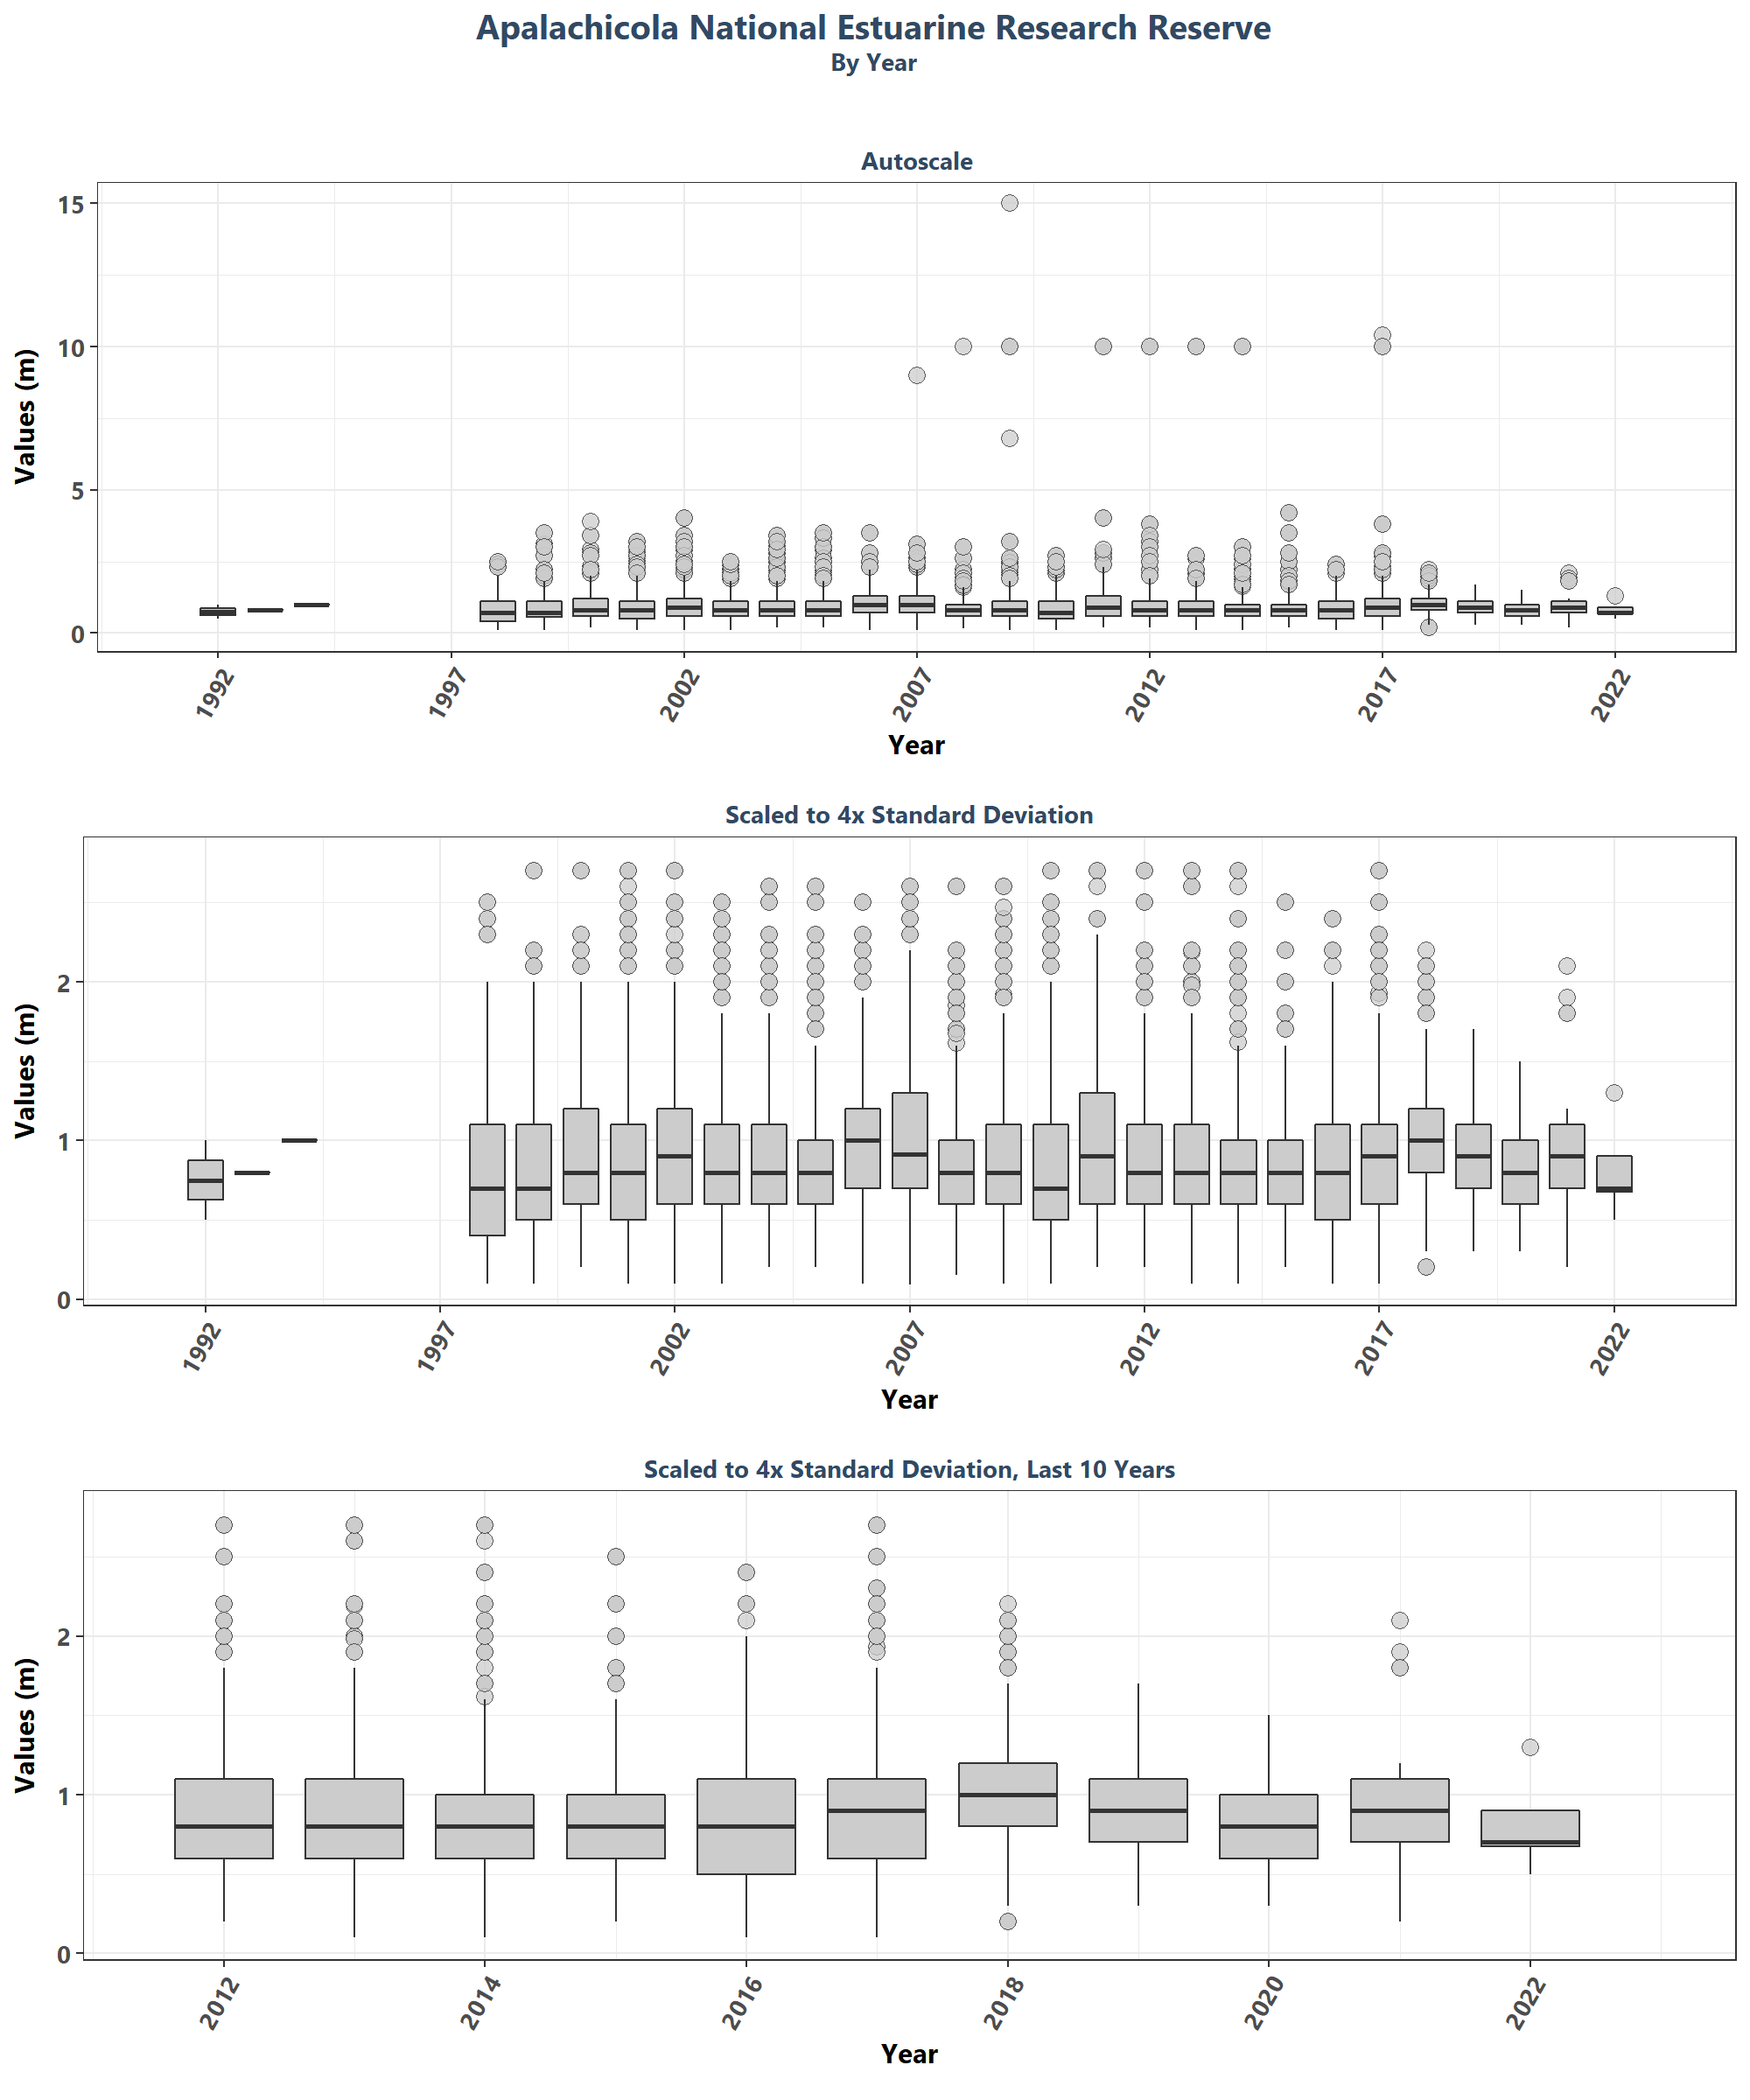 Apalachicola National Estuarine Research Reserve
By Year
Autoscale
Values (m)
15
10
5
0
1992
1997
2002
2007
2012
2017
2022
Year
Scaled to 4x Standard Deviation
Values (m)
2
1
0
1992
1997
2002
2007
2012
2017
2022
Year
Scaled to 4x Standard Deviation, Last 10 Years
Values (m)
2
1
0
2012
2014
2016
2018
2020
2022
Year